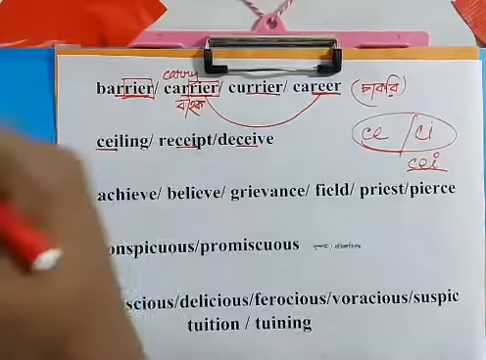 carry
barrier/ carrier/ currier/ career (চাকরি)
বাহক
ce / ci
cei
ceiling/ receipt/deceive
achieve/ believe/ grievance/ field/ priest/pierce
onspicuous/promiscuous
scious/delicious/ferocious/voracious/suspic
tuition / tuining